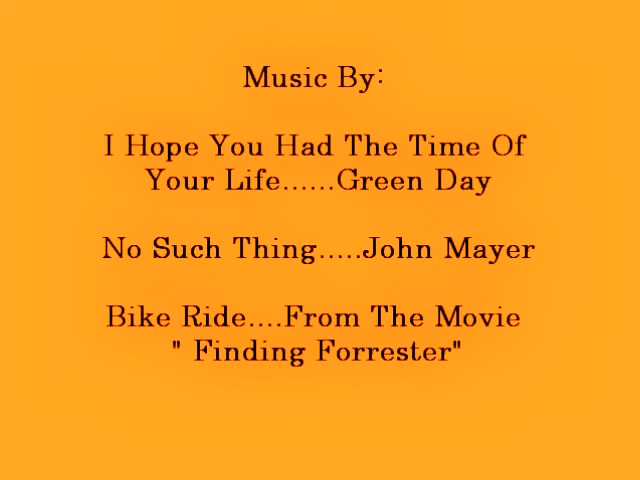 Music By:
I Hope You Had The Time Of
Your Life......Green Day
No Such Thing.....John Mayer
Bike Ride....From The Movie
" Finding Forrester"